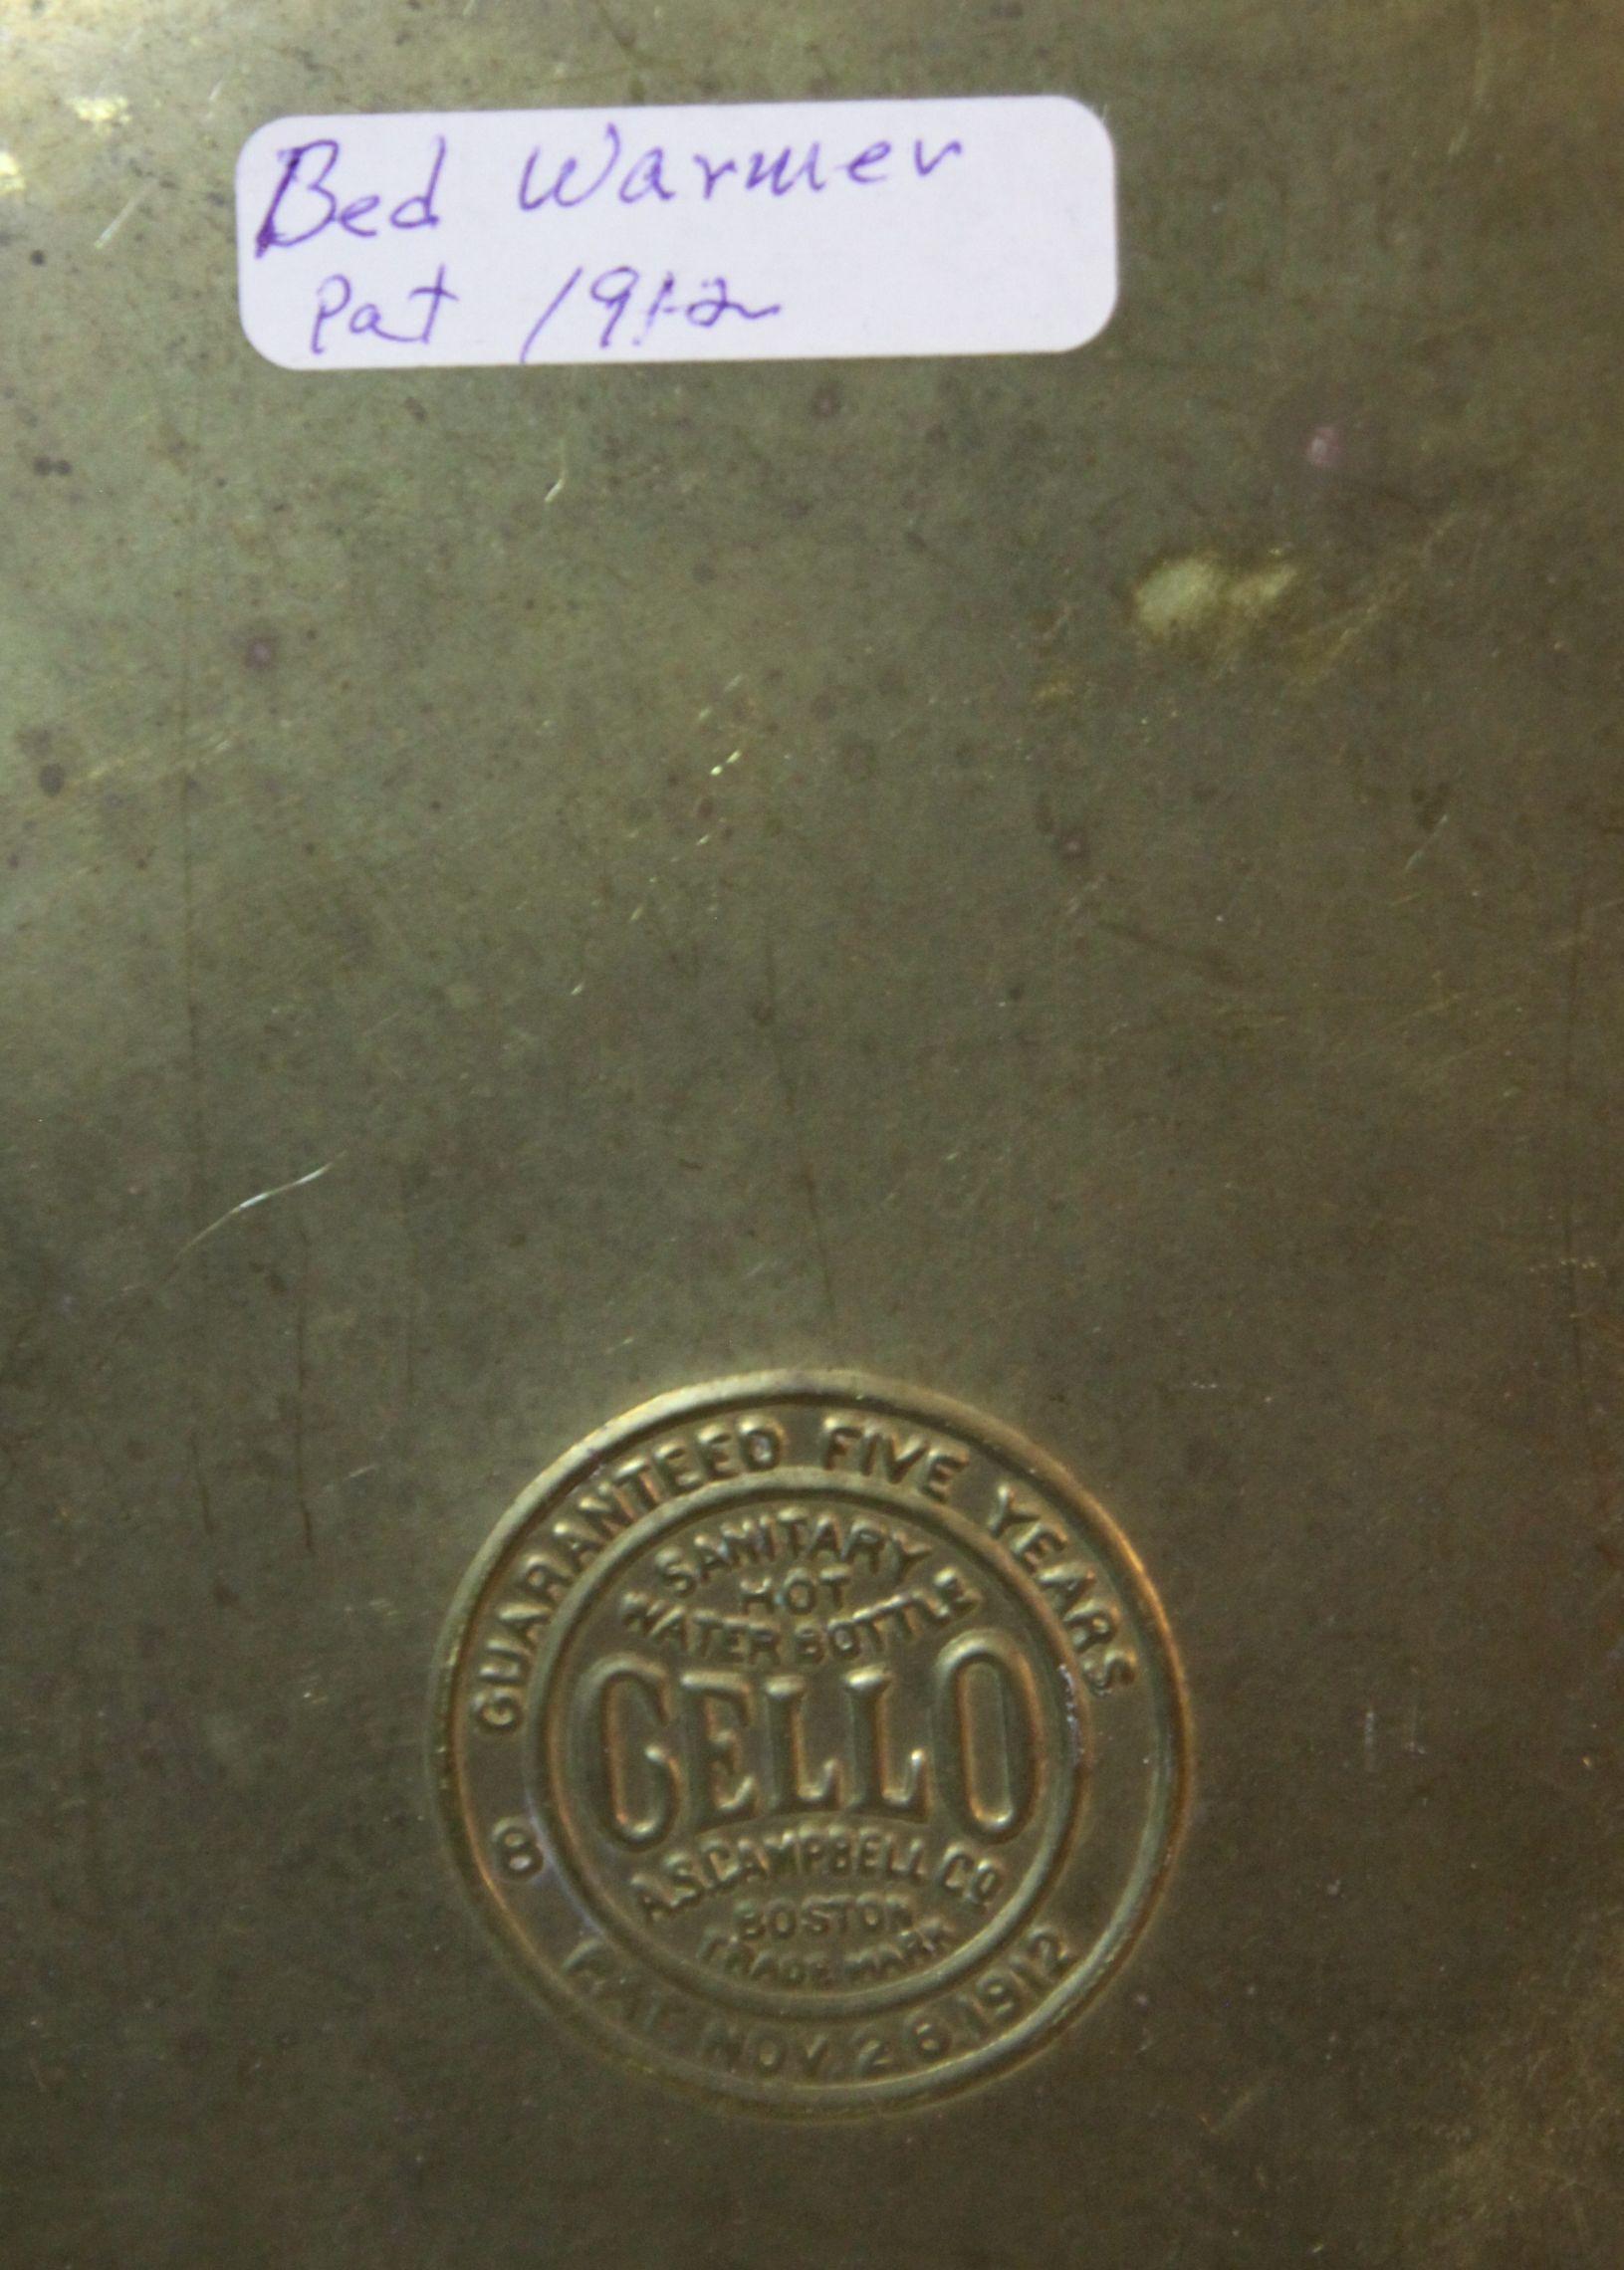 Bed Warmer
Pat 1912
GUARANTEED FIVE YEARS
SANITARY
HOT
WATER BOTTLE
CELLO
A.S. CAMPBELL CO.
BOSTON
TRADE MARK
8
PAT NOV 26, 1912